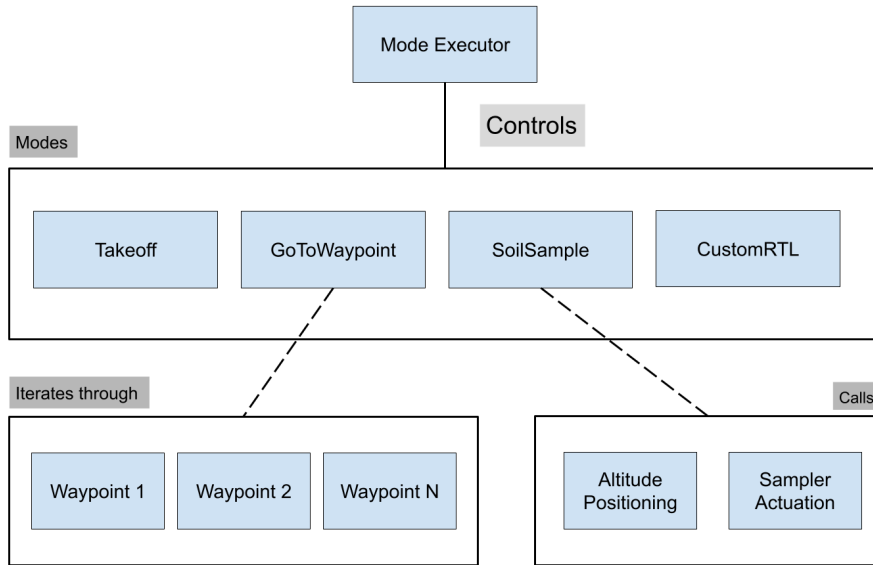 Mode Executor
Controls
Modes
Takeoff
GoToWaypoint
SoilSample
CustomRTL
Iterates through
Calls
Waypoint 1
Waypoint 2
Waypoint N
Altitude
Positioning
Sampler
Actuation